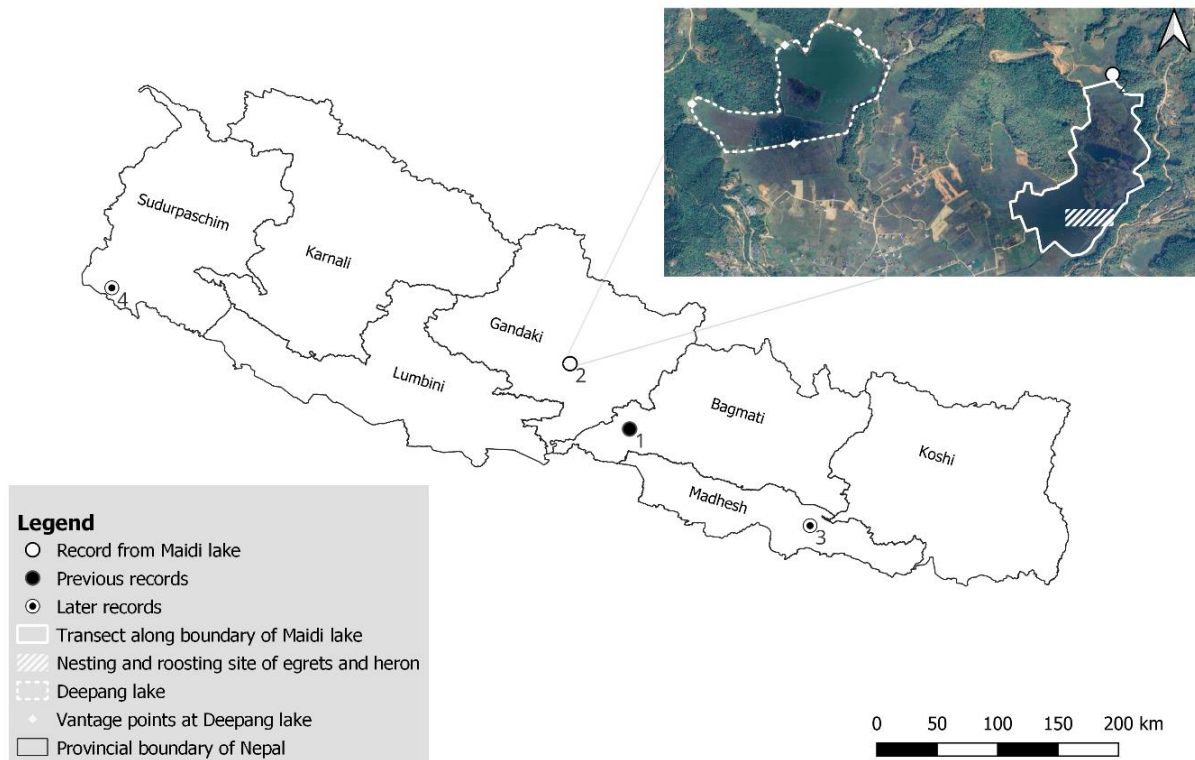 Sudurpaschim
Karnali
4
Gandaki
2
Lumbini
1
Bagmati
Koshi
Madhesh
3
Legend
Record from Maidi lake
Previous records
Later records
Transect along boundary of Maidi lake
Nesting and roosting site of egrets and heron
Deepang lake
Vantage points at Deepang lake
Provincial boundary of Nepal
0 50 100 150 200 km